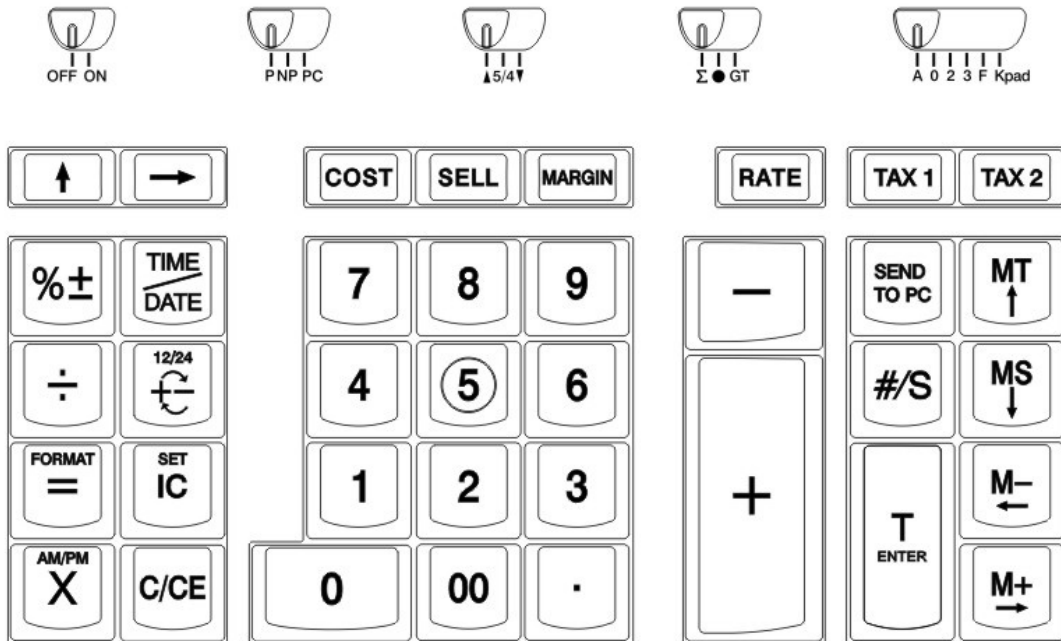 OFF ON
P NP PC
▲5/4▼
Σ ● GT
A 0 2 3 F Kpad
↑ → COST SELL MARGIN RATE TAX 1 TAX 2
%± TIME
DATE
7 8 9 − SEND
TO PC
MT
↑
÷ 12/24
+−
4 5 6 #/S MS
↓
FORMAT
=
SET
IC
1 2 3 + T
ENTER
M−
←
AM/PM
X
C/CE 0 00 . M+
→